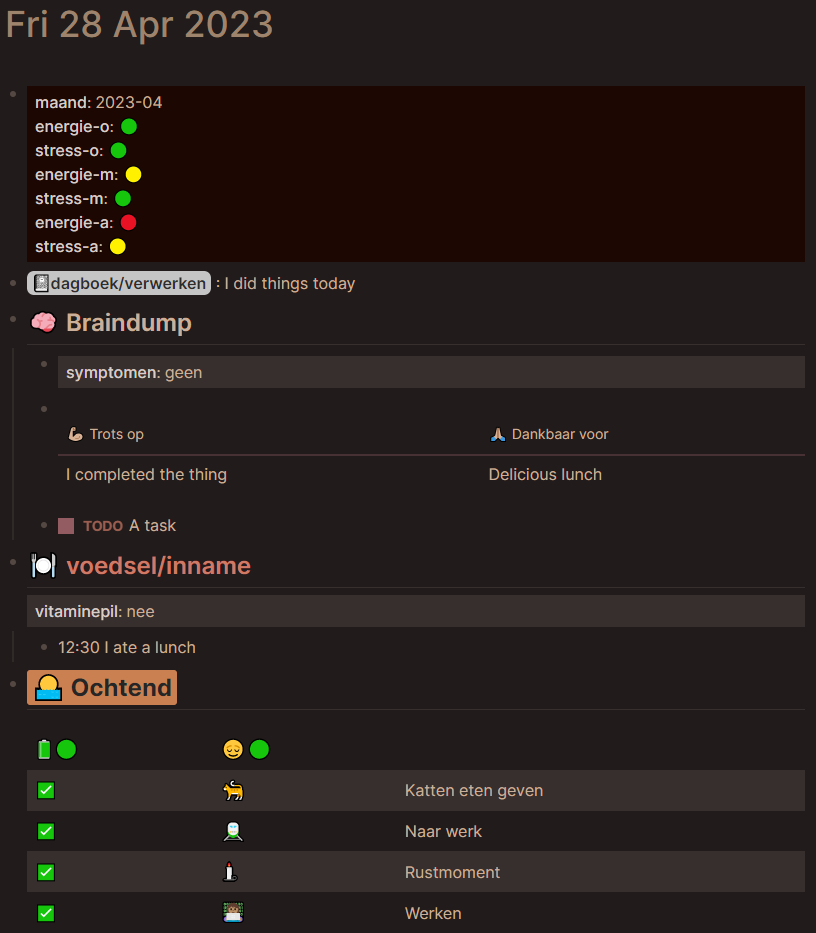 Fri 28 Apr 2023
maand: 2023-04
energie-o: 🟢
stress-o: 🟢
energie-m: 🟡
stress-m: 🟢
energie-a: 🔴
stress-a: 🟡
📓dagboek/verwerken : I did things today
🧠 Braindump
symptomen: geen
💪🏼 Trots op 🙏🏼 Dankbaar voor
I completed the thing Delicious lunch
TODO A task
🍽️ voedsel/inname
vitaminepil: nee
12:30 I ate a lunch
🌅 Ochtend
🔋🟢 😌🟢
✅ 🐈 Katten eten geven
✅ 🚆 Naar werk
✅ 🕯️ Rustmoment
✅ 👨🏽‍💻 Werken